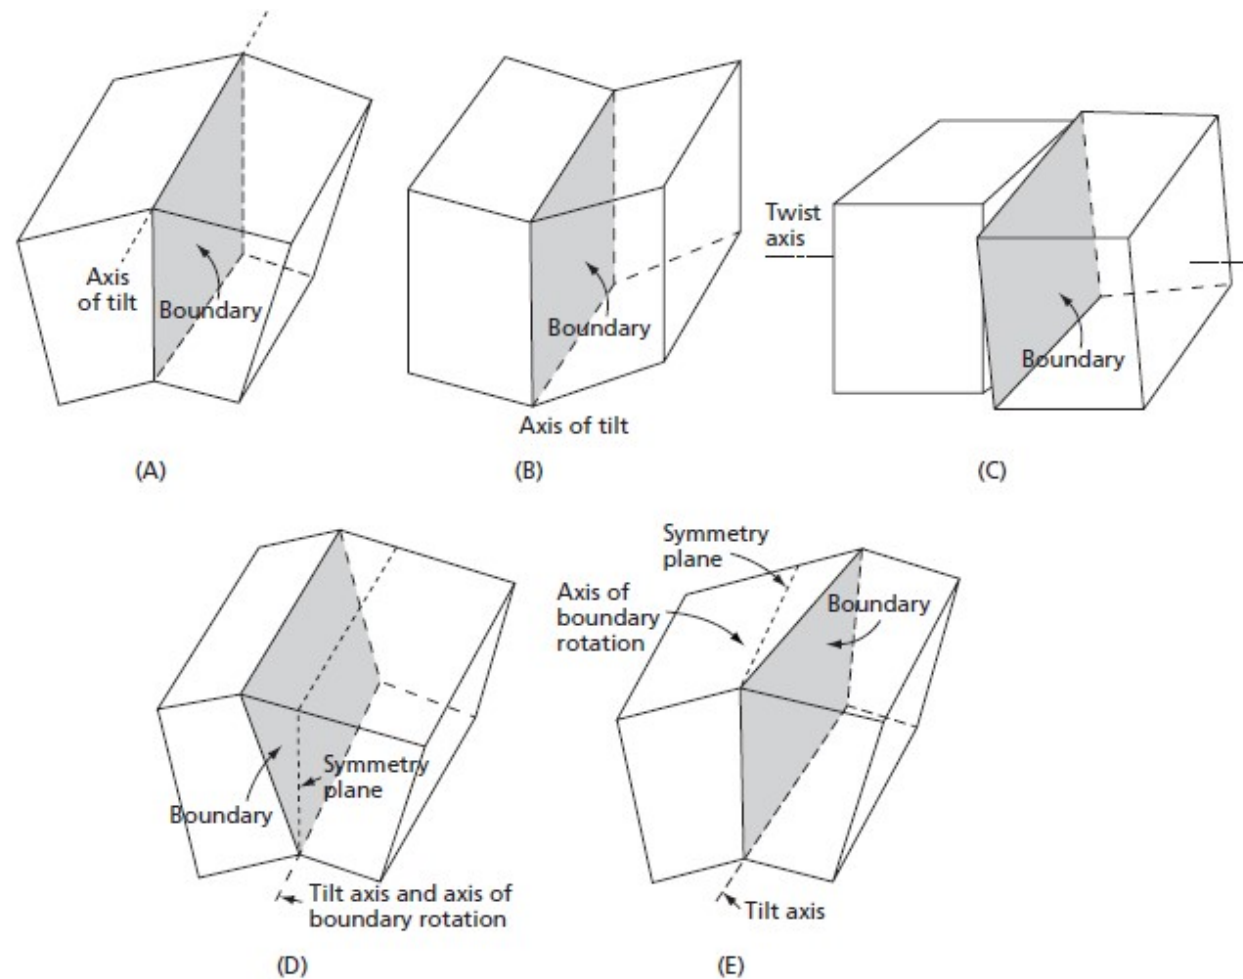 Axis
of tilt
Boundary
(A)
Boundary
Axis of tilt
(B)
Twist
axis
Boundary
(C)
Symmetry
plane
Boundary
Tilt axis and axis of
boundary rotation
(D)
Symmetry
plane
Axis of
boundary
rotation
Boundary
Tilt axis
(E)